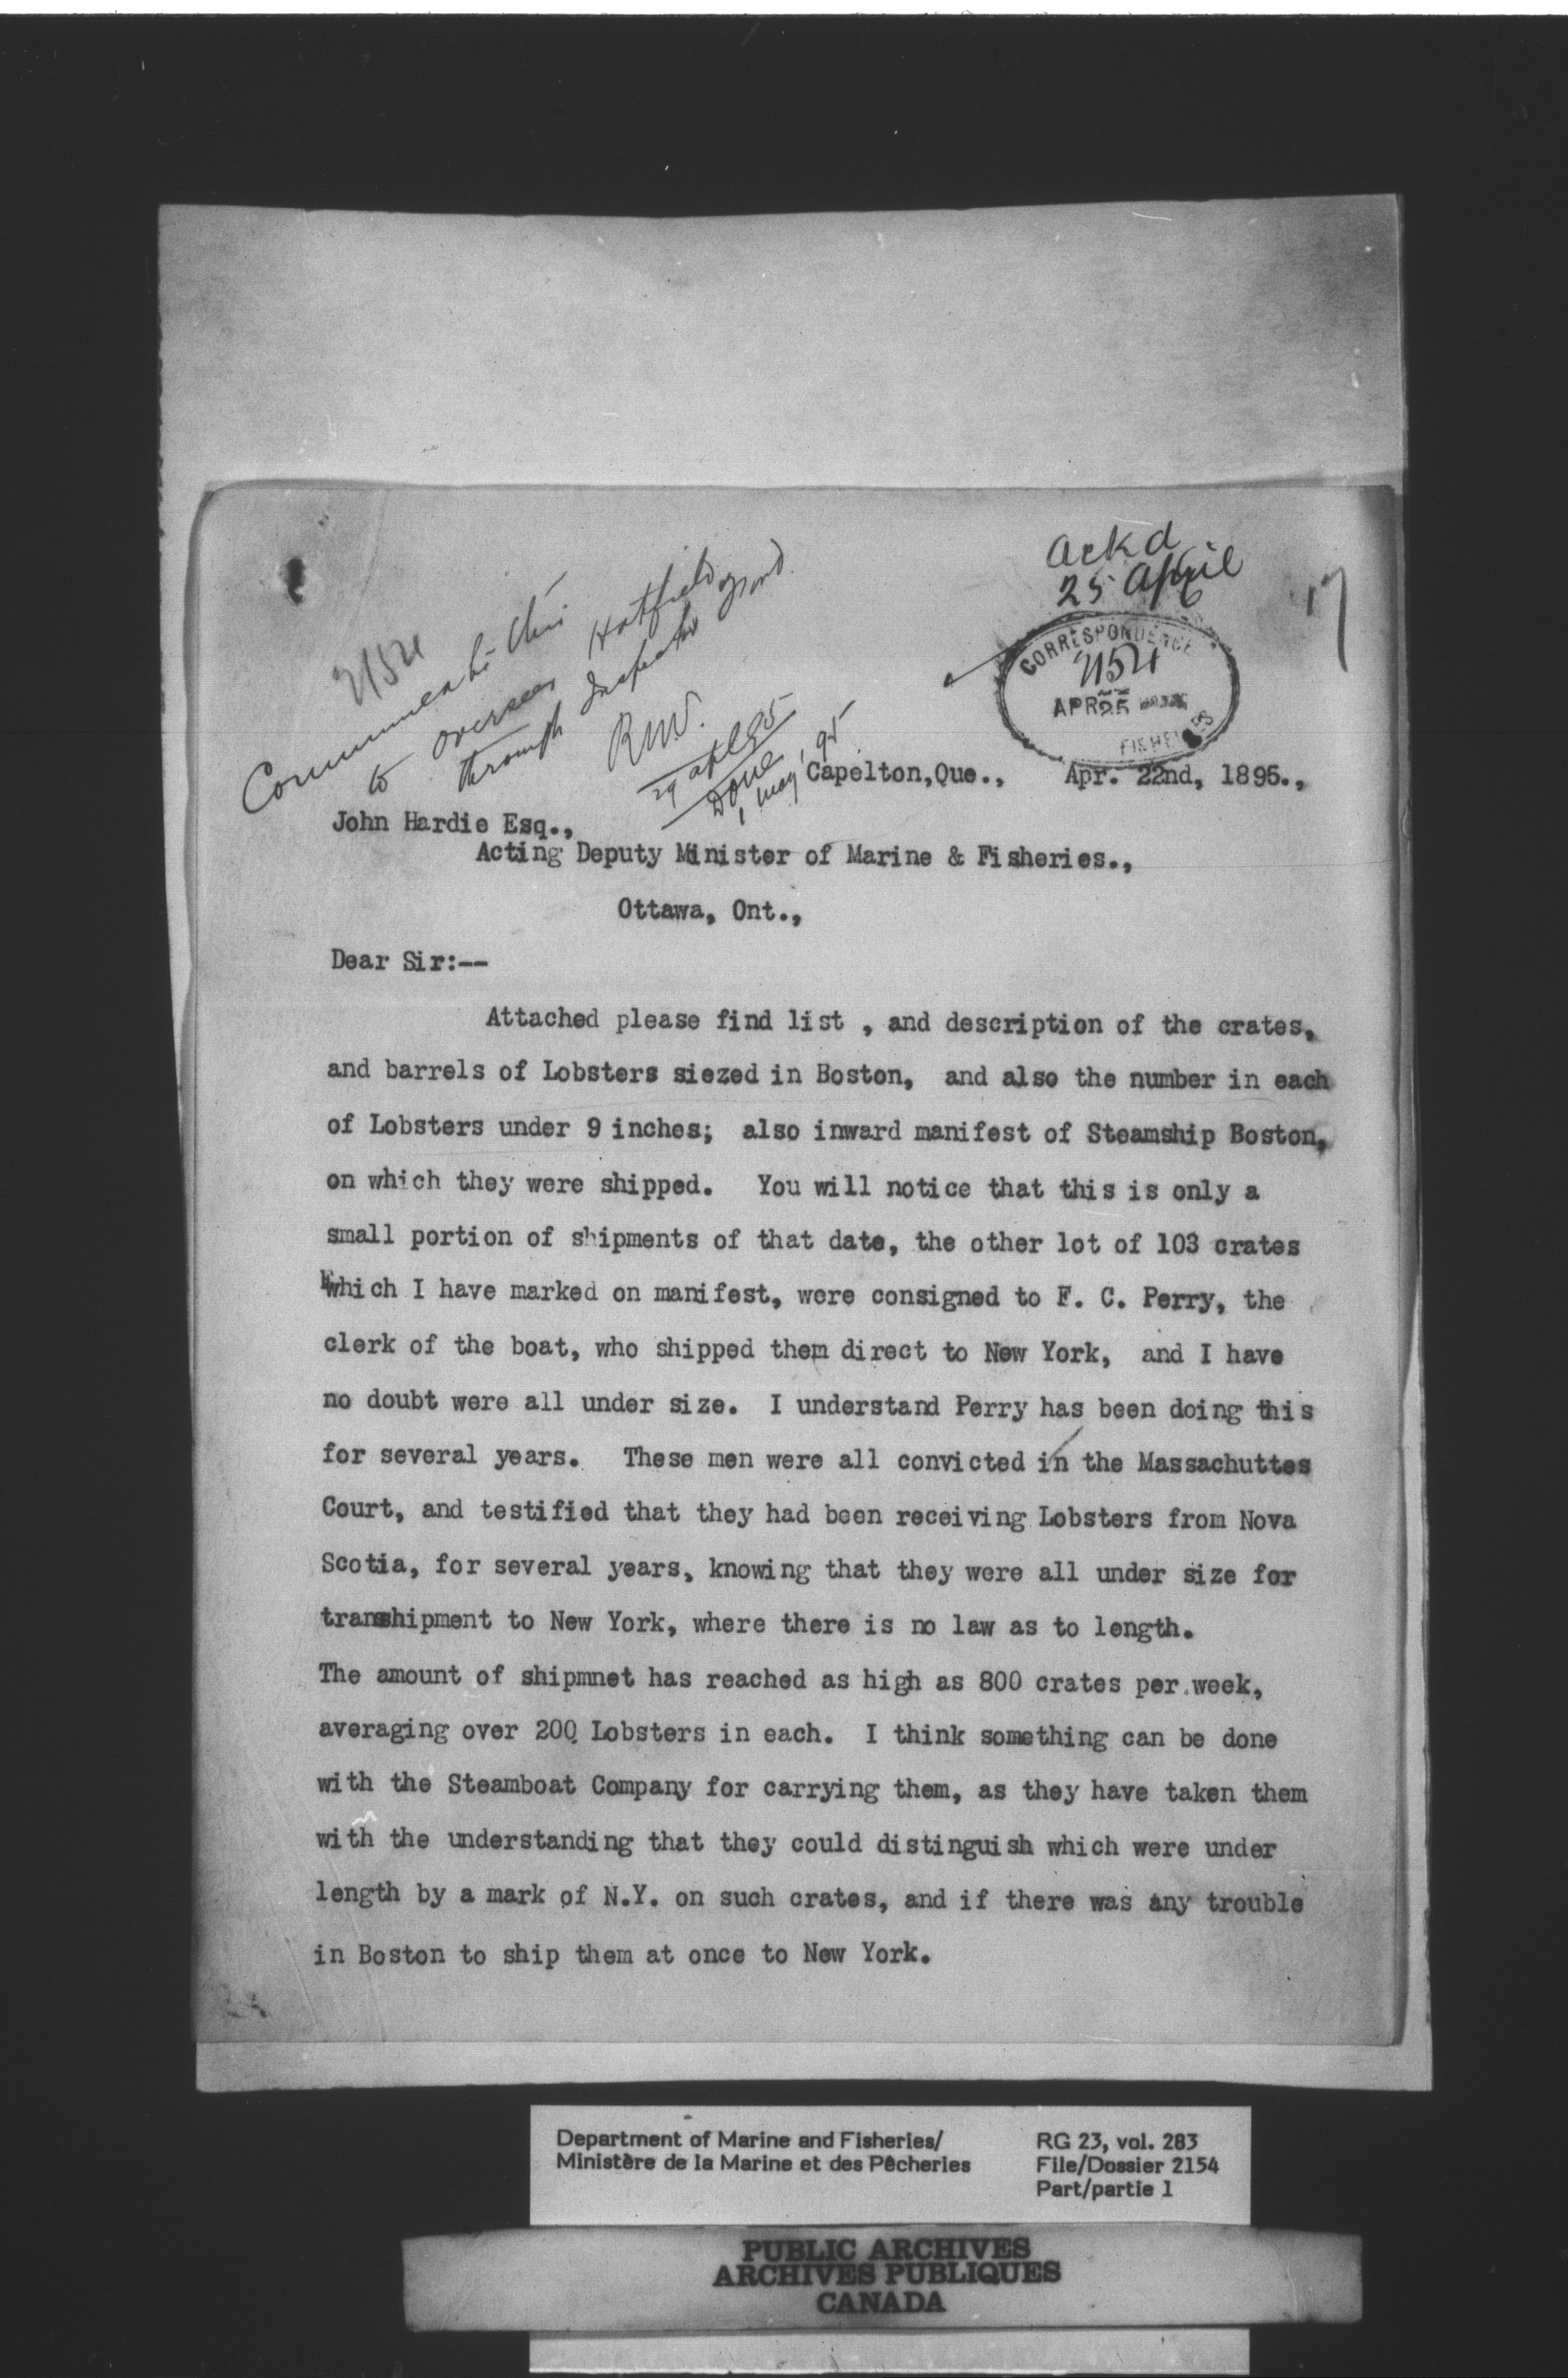 Ackd
25 April
17
2154
Communicate this
to overseer Hatfield
through Inspector Ford.
R.W.
29 apl 95
Done
1 May, 95
CORRESPONDENCE
2154
APR 25
FISHERIES
Capelton,Que., Apr. 22nd, 1895.,
John Hardie Esq.,
Acting Deputy Minister of Marine & Fisheries.,
Ottawa, Ont.,
Dear Sir:--
Attached please find list , and description of the crates,
and barrels of Lobsters siezed in Boston, and also the number in each
of Lobsters under 9 inches; also inward manifest of Steamship Boston,
on which they were shipped. You will notice that this is only a
small portion of shipments of that date, the other lot of 103 crates
which I have marked on manifest, were consigned to F. C. Perry, the
clerk of the boat, who shipped them direct to New York, and I have
no doubt were all under size. I understand Perry has been doing this
for several years. These men were all convicted in the Massachuttes
Court, and testified that they had been receiving Lobsters from Nova
Scotia, for several years, knowing that they were all under size for
transhipment to New York, where there is no law as to length.
The amount of shipmnet has reached as high as 800 crates per.week,
averaging over 200 Lobsters in each. I think something can be done
with the Steamboat Company for carrying them, as they have taken them
with the understanding that they could distinguish which were under
length by a mark of N.Y. on such crates, and if there was any trouble
in Boston to ship them at once to New York.
Department of Marine and Fisheries/
Ministère de la Marine et des Pêcheries
RG 23, vol. 283
File/Dossier 2154
Part/partie 1
PUBLIC ARCHIVES
ARCHIVES PUBLIQUES
CANADA